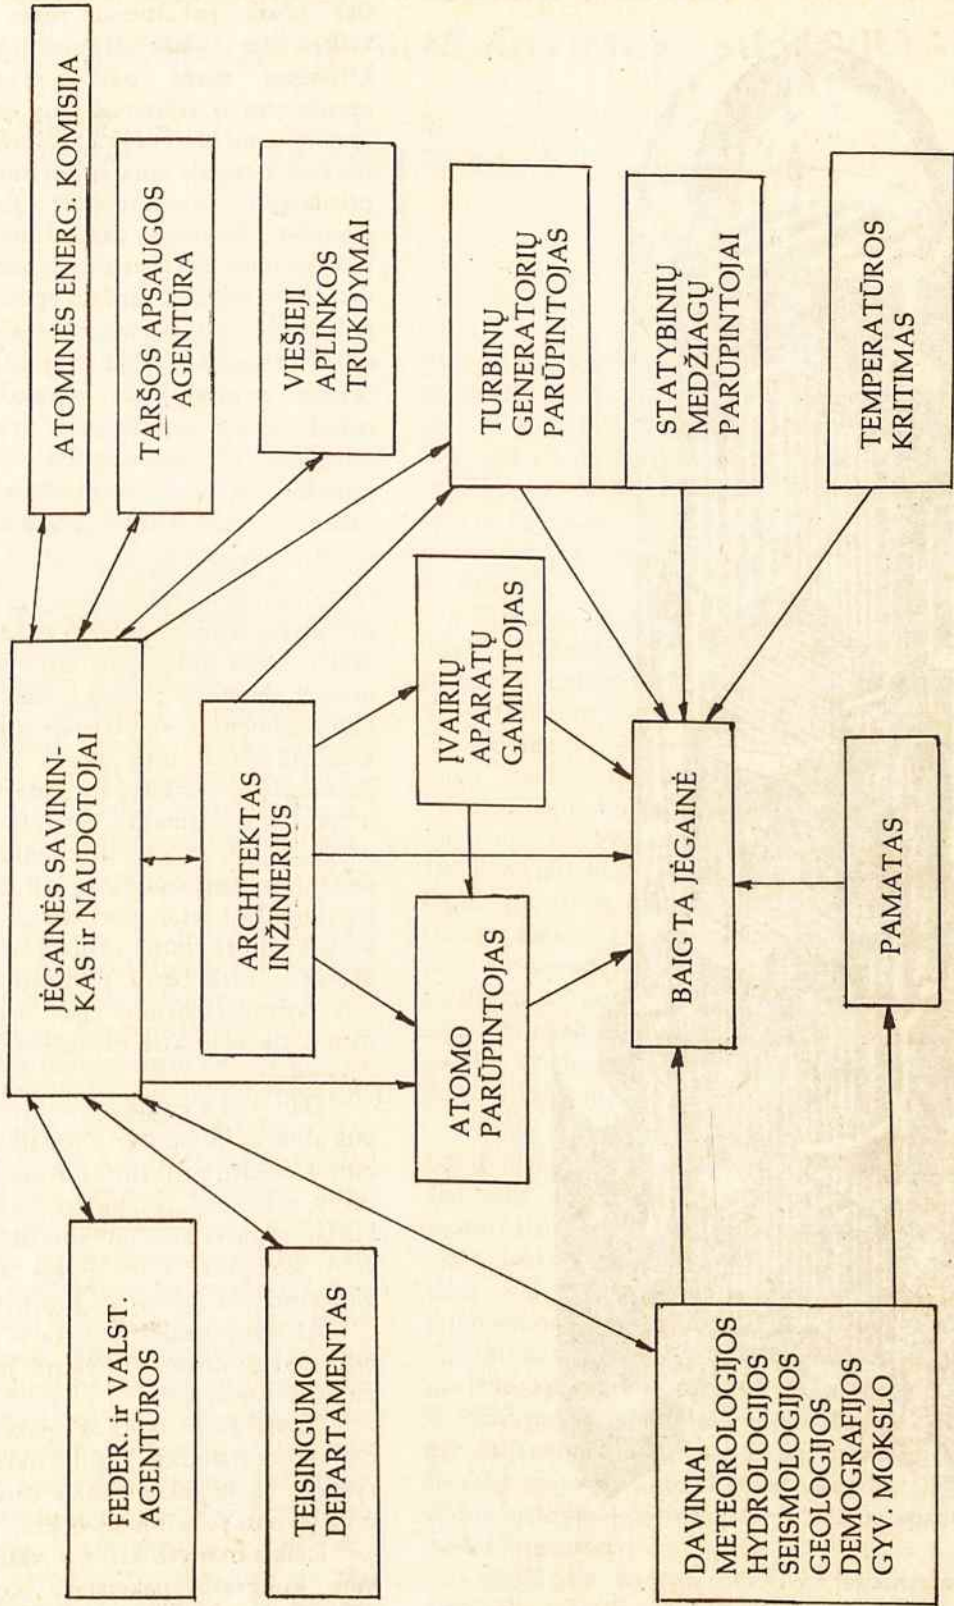 JĖGAINĖS SAVININ-
KAS ir NAUDOTOJAI
FEDER. ir VALST.
AGENTŪROS
ATOMINĖS ENERG. KOMISIJA
TARŠOS APSAUGOS
AGENTŪRA
TEISINGUMO
DEPARTAMENTAS
ARCHITEKTAS
INŽINIERIUS
VIEŠIEJI
APLINKOS
TRUKDYMAI
ATOMO
PARŪPINTOJAS
ĮVAIRIŲ
APARATŲ
GAMINTOJAS
TURBINŲ
GENERATORIŲ
PARŪPINTOJAS
DAVINIAI
METEOROLOGIJOS
HYDROLOGIJOS
SEISMOLOGIJOS
GEOLOGIJOS
DEMOGRAFIJOS
GYV. MOKSLO
BAIGTA JĖGAINĖ
STATYBINIŲ
MEDŽIAGŲ
PARŪPINTOJAI
PAMATAS
TEMPERATŪROS
KRITIMAS